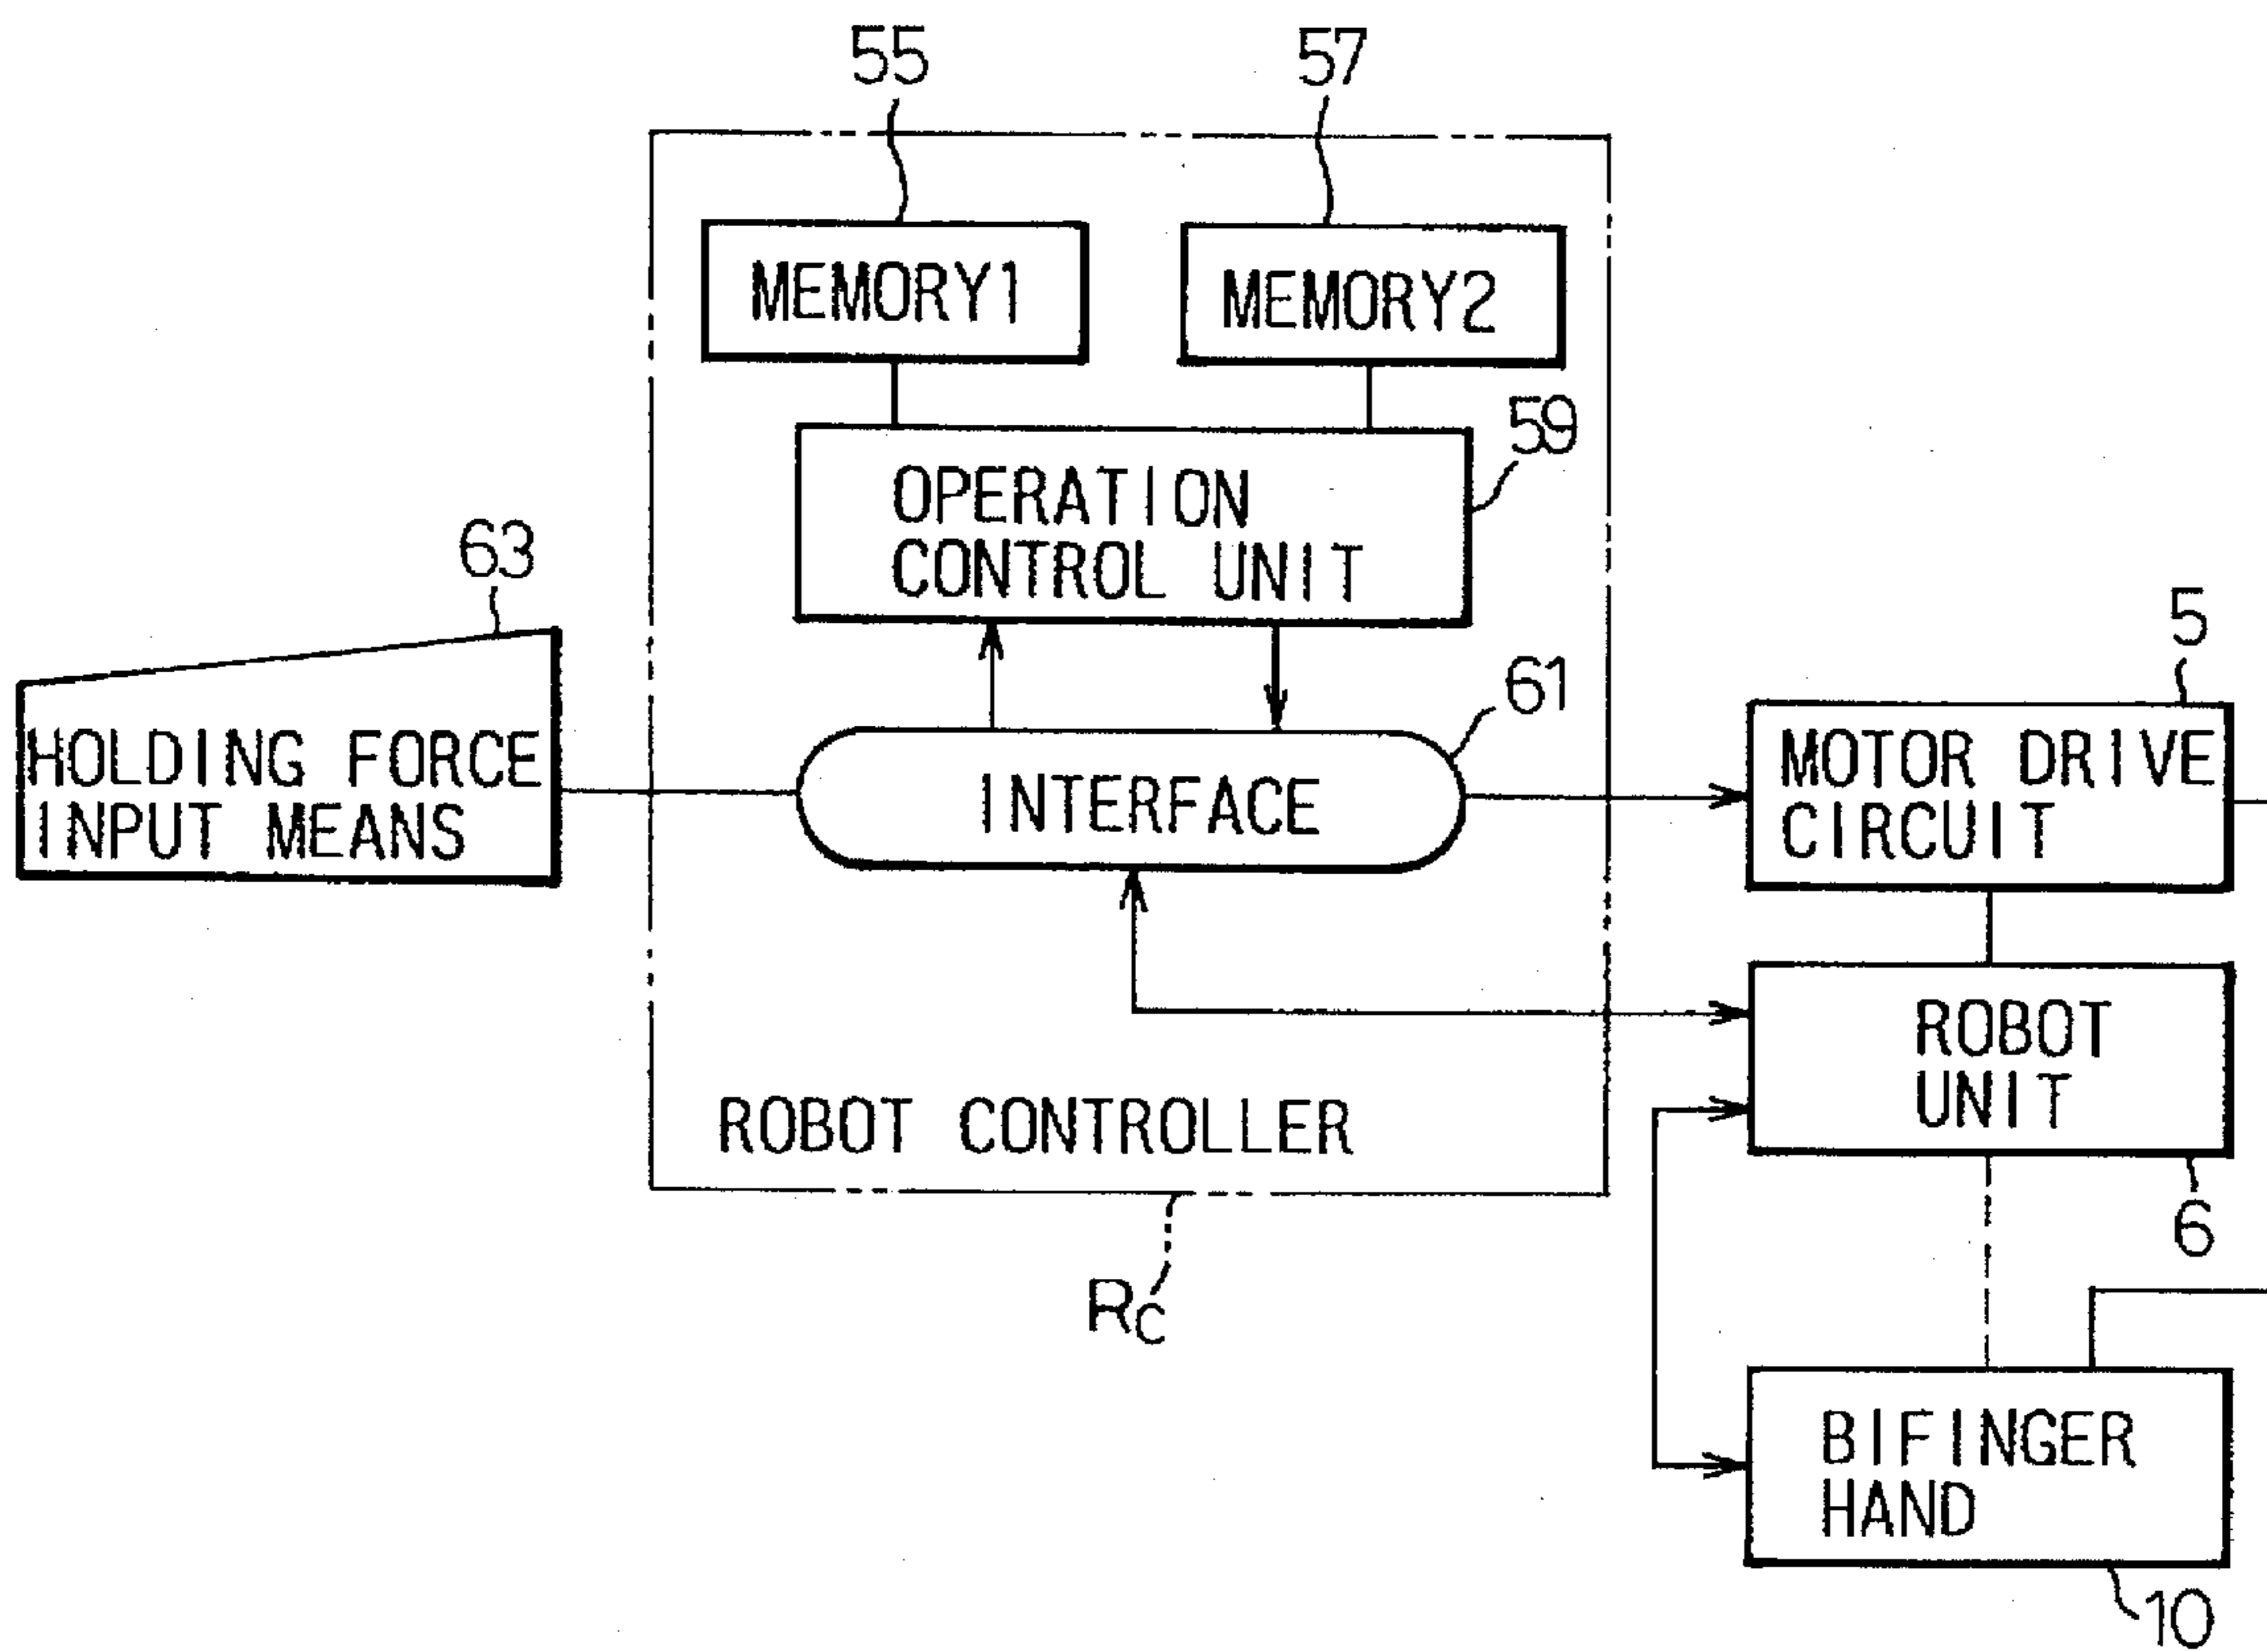 55
57
MEMORY1
MEMORY2
59
OPERATION
CONTROL UNIT
63
61
5
HOLDING FORCE
INPUT MEANS
INTERFACE
MOTOR DRIVE
CIRCUIT
ROBOT
UNIT
ROBOT CONTROLLER
6
Rc
BIFINGER
HAND
10